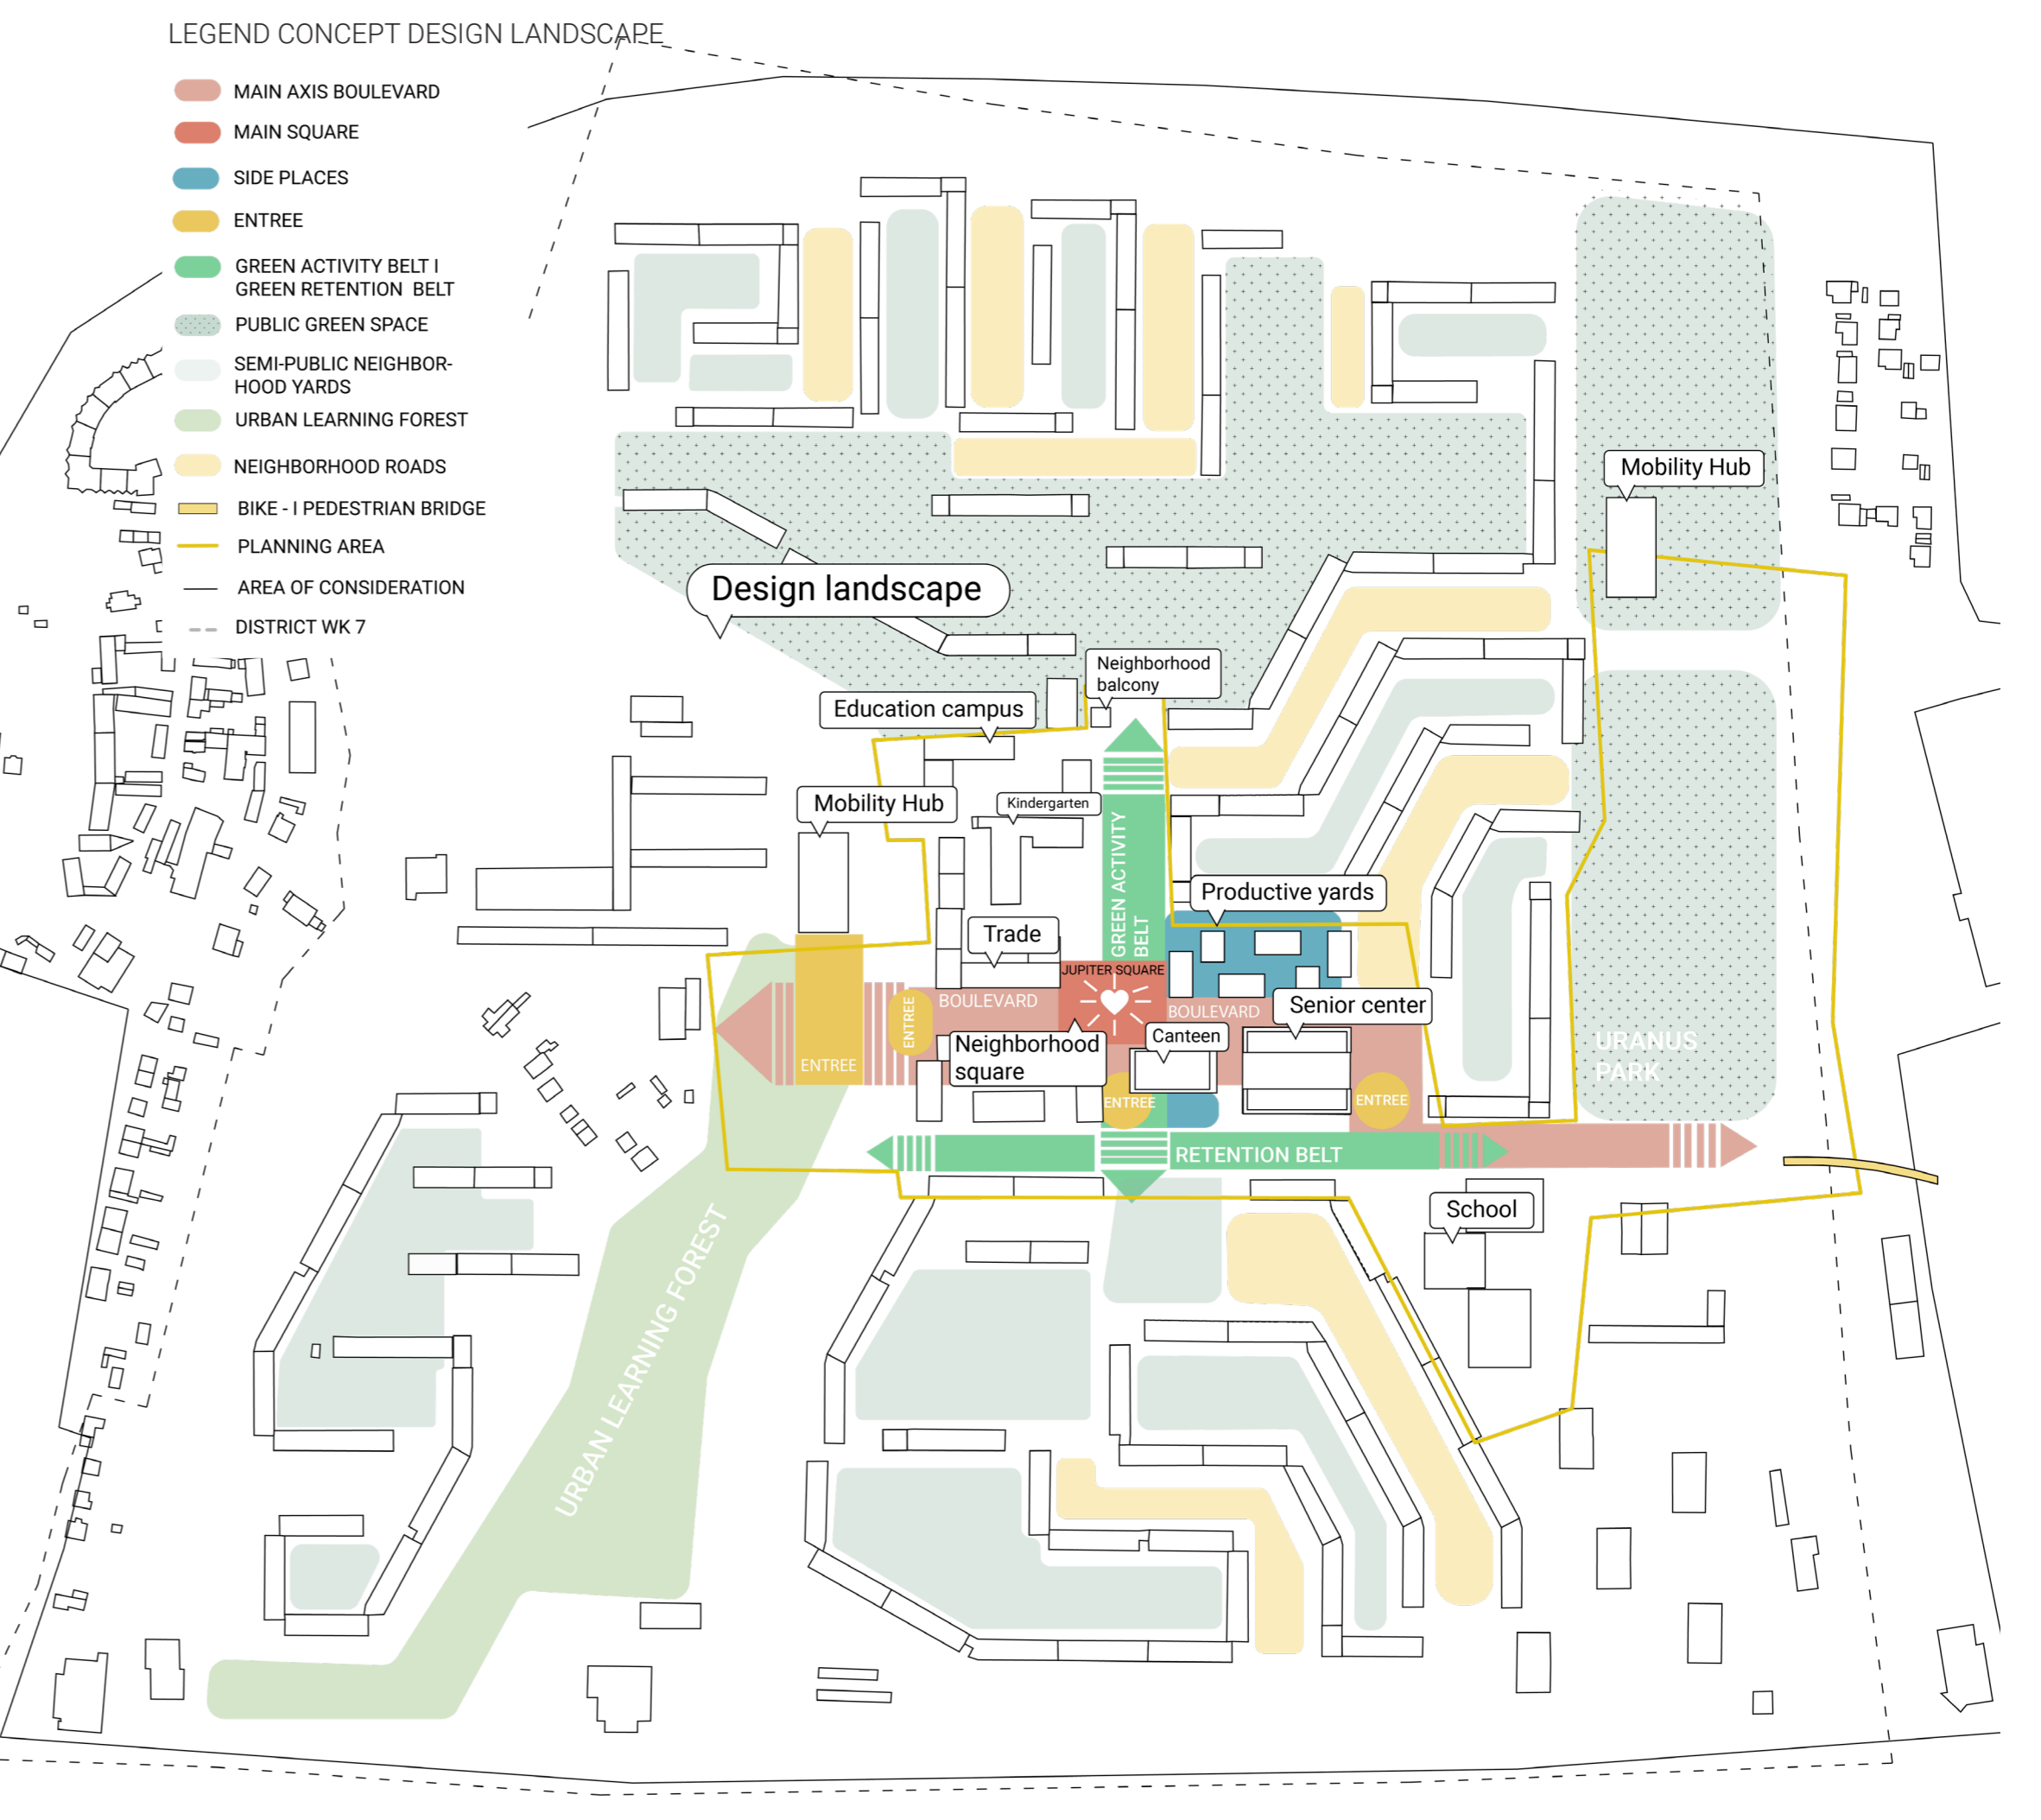 LEGEND CONCEPT DESIGN LANDSCAPE
MAIN AXIS BOULEVARD
MAIN SQUARE
SIDE PLACES
ENTREE
GREEN ACTIVITY BELT I
GREEN RETENTION BELT
PUBLIC GREEN SPACE
SEMI-PUBLIC NEIGHBOR-
HOOD YARDS
URBAN LEARNING FOREST
NEIGHBORHOOD ROADS
BIKE - I PEDESTRIAN BRIDGE
PLANNING AREA
AREA OF CONSIDERATION
DISTRICT WK 7
Mobility Hub
Design landscape
Neighborhood
balcony
Education campus
Mobility Hub
Kindergarten
GREEN ACTIVITY
BELT
Productive yards
Trade
JUPITER SQUARE
BOULEVARD
BOULEVARD
Senior center
ENTREE
Neighborhood
square
Canteen
ENTREE
ENTREE
ENTREE
URANUS
PARK
RETENTION BELT
School
URBAN LEARNING FOREST